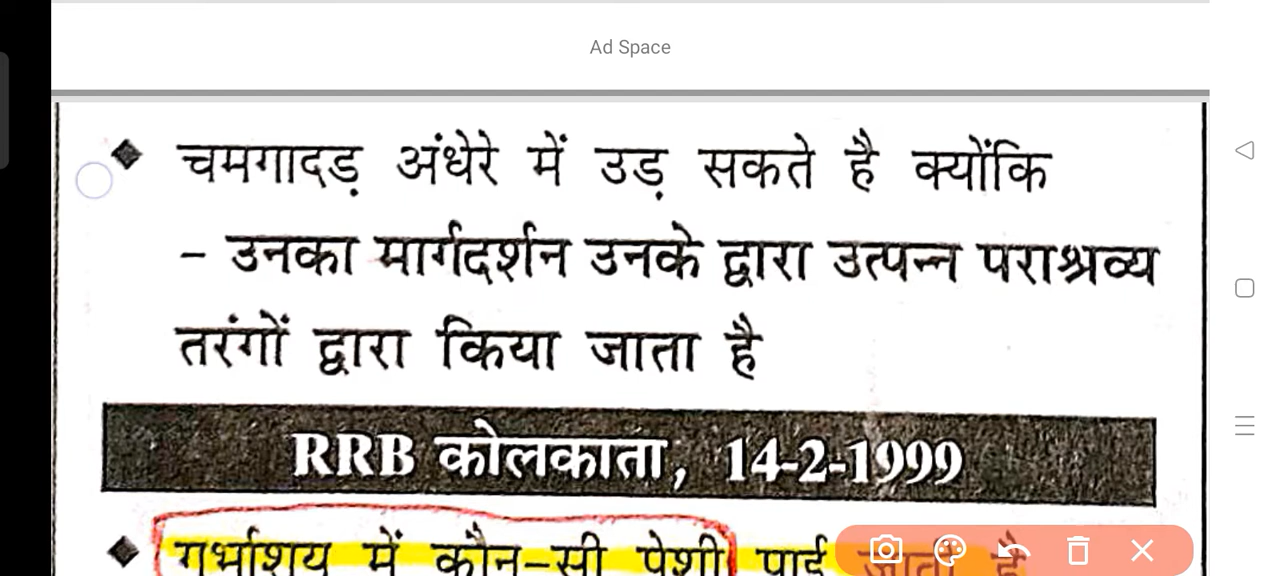 Ad Space
◆ चमगादड़ अंधेरे में उड़ सकते है क्योंकि
- उनका मार्गदर्शन उनके द्वारा उत्पन्न पराश्रव्य
तरंगों द्वारा किया जाता है
RRB कोलकाता, 14-2-1999
◆ गर्भाशय में कौन-सी पेशी पाई जाती है